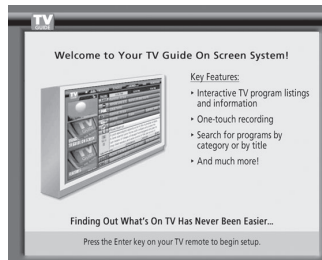 TV
GUIDE
Welcome to Your TV Guide On Screen System!
Key Features:
‣ Interactive TV program listings
and information
‣ One-touch recording
‣ Search for programs by
category or by title
‣ And much more!
Finding Out What's On TV Has Never Been Easier...
Press the Enter key on your TV remote to begin setup.